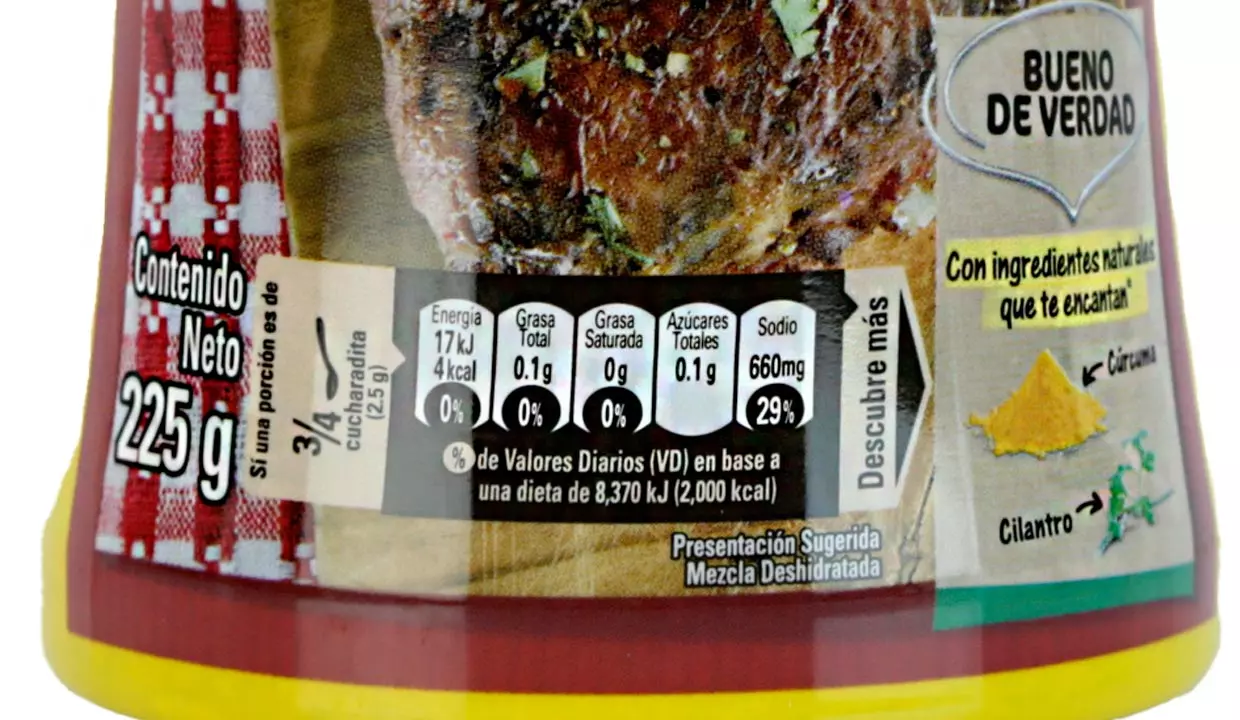 BUENO
DE VERDAD
Con ingredientes naturales
que te encantan*
Cúrcuma
Cilantro
Contenido
Neto
225 g
Si una porción es de
3/4
cucharadita
(2.5 g)
Energía
17 kJ
4 kcal
0%
Grasa
Total
0.1 g
0%
Grasa
Saturada
0 g
0%
Azúcares
Totales
0.1 g
Sodio
660mg
29%
Descubre más
% de Valores Diarios (VD) en base a
una dieta de 8,370 kJ (2,000 kcal)
Presentación Sugerida
Mezcla Deshidratada